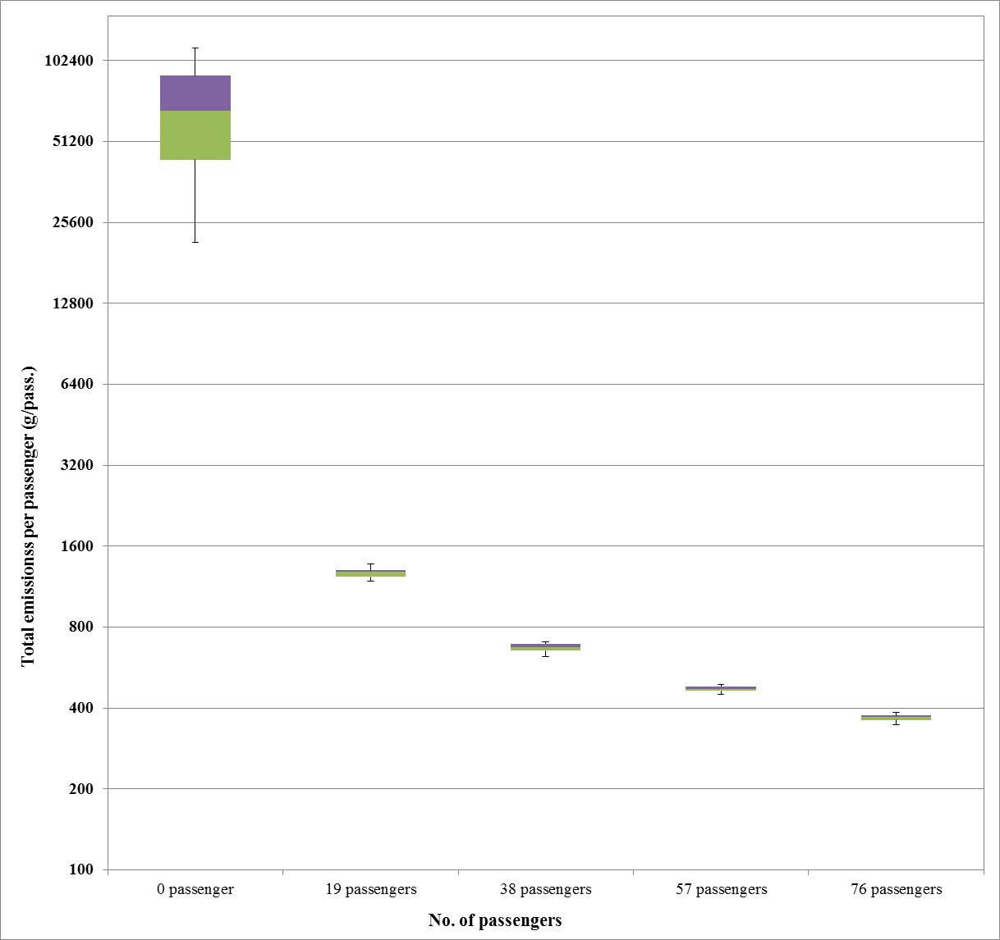 102400
51200
25600
12800
6400
3200
1600
800
400
200
100
Total emissionss per passenger (g/pass.)
0 passenger
19 passengers
38 passengers
57 passengers
76 passengers
No. of passengers